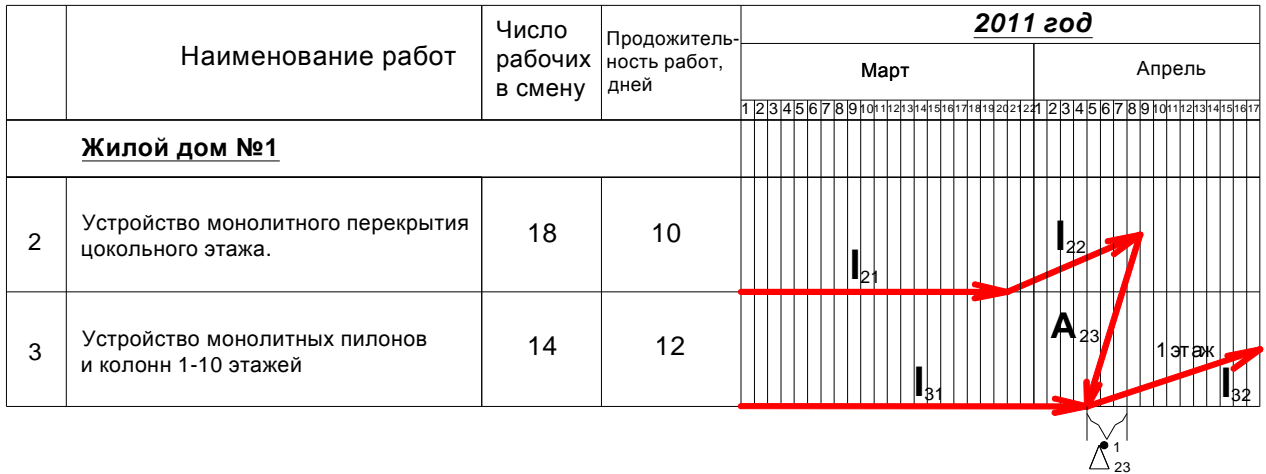 Наименование работ
Число
рабочих
в смену
Продожитель-
ность работ,
дней
2011 год
Март
Апрель
1 2 3 4 5 6 7 8 9 10 11 12 13 14 15 16 17 18 19 20 21 22 1 2 3 4 5 6 7 8 9 10 11 12 13 14 15 16 17
Жилой дом №1
2
Устройство монолитного перекрытия
цокольного этажа.
18
10
I22
I21
3
Устройство монолитных пилонов
и колонн 1-10 этажей
14
12
A23
1 этаж
I31
I32
1
23